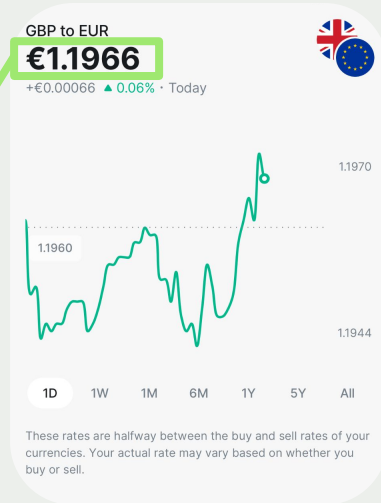 GBP to EUR
€1.1966
+€0.00066 ▲ 0.06% · Today
1.1970
1.1960
1.1944
1D 1W 1M 6M 1Y 5Y All
These rates are halfway between the buy and sell rates of your
currencies. Your actual rate may vary based on whether you
buy or sell.